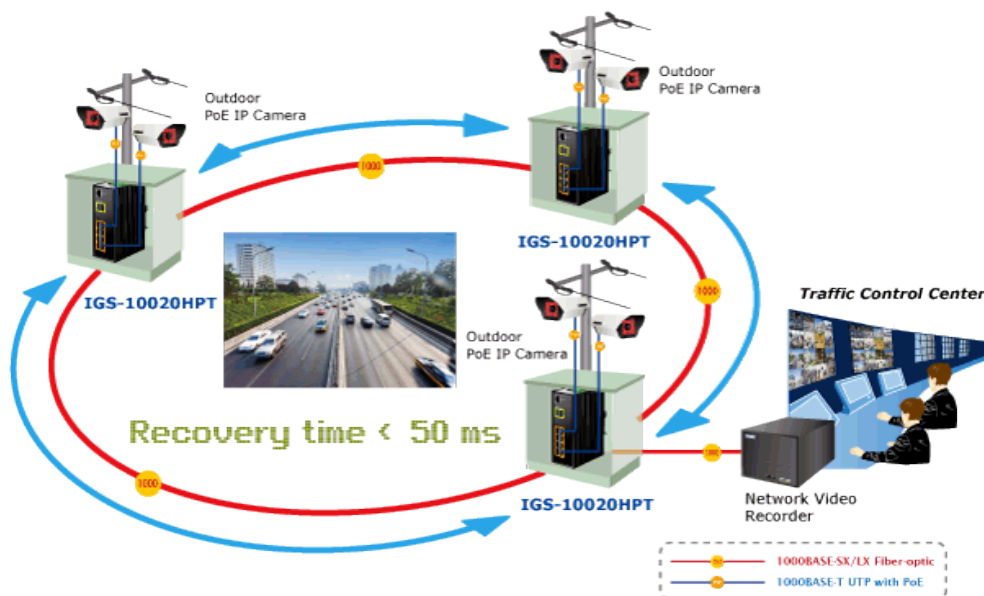 Outdoor
PoE IP Camera
Outdoor
PoE IP Camera
1000
IGS-10020HPT
IGS-10020HPT
1000
Traffic Control Center
Outdoor
PoE IP Camera
Recovery time < 50 ms
1000
IGS-10020HPT
Network Video
Recorder
1000BASE-SX/LX Fiber-optic
1000BASE-T UTP with PoE